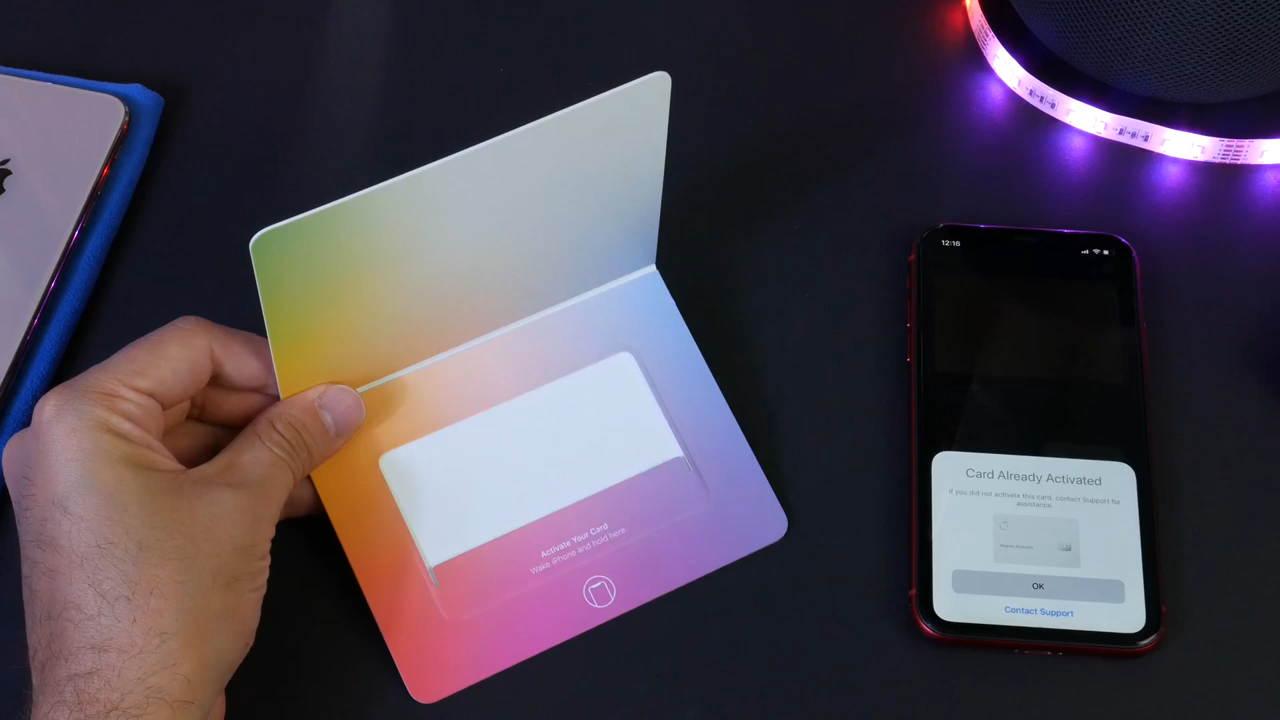 12:16
Card Already Activated
If you did not activate this card, contact Support for
assistance.
OK
Contact Support
Activate Your Card
Wake iPhone and hold here